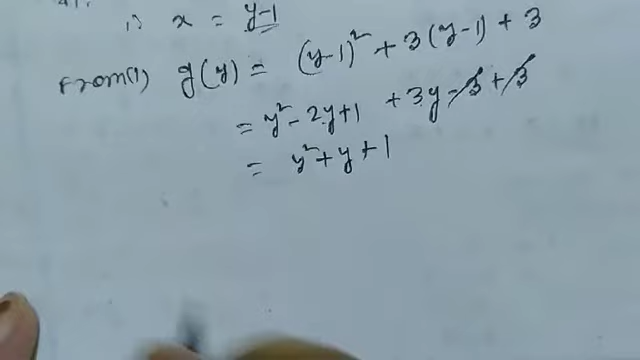 ∴ x = y-1
From(1) g(y) = (y-1)² + 3(y-1) + 3
= y² - 2y+1 + 3y - 3 + 3
= y² + y + 1